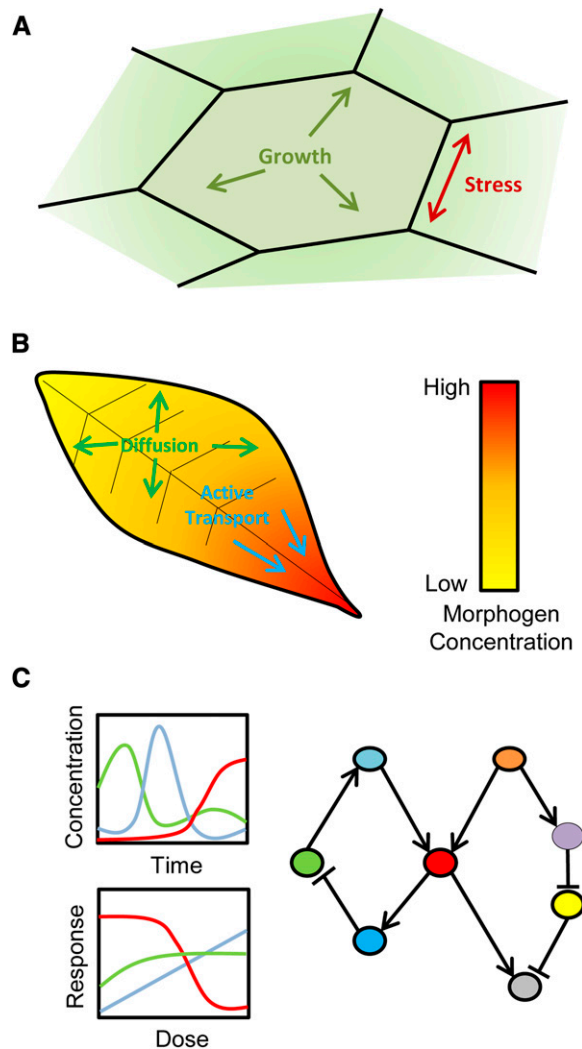 A
Growth
Stress
B
Diffusion
Active
Transport
High
Low
Morphogen
Concentration
C
Concentration
Time
Response
Dose